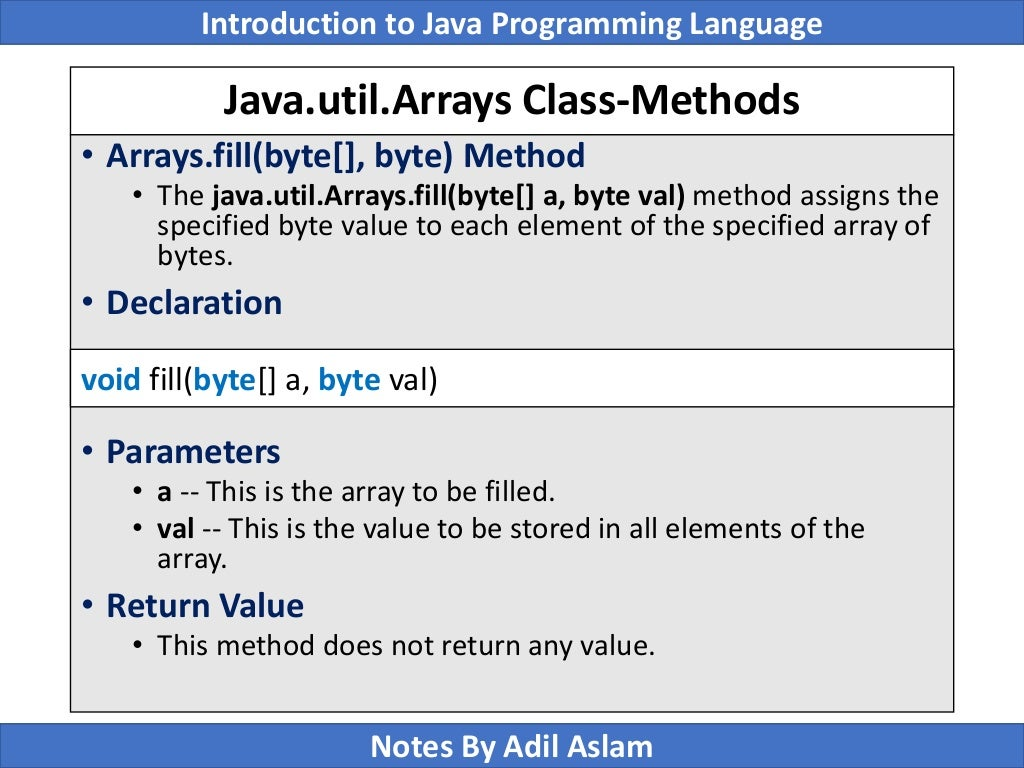 Introduction to Java Programming Language
Java.util.Arrays Class-Methods
• Arrays.fill(byte[], byte) Method
• The java.util.Arrays.fill(byte[] a, byte val) method assigns the
specified byte value to each element of the specified array of
bytes.
• Declaration
void fill(byte[] a, byte val)
• Parameters
• a -- This is the array to be filled.
• val -- This is the value to be stored in all elements of the
array.
• Return Value
• This method does not return any value.
Notes By Adil Aslam